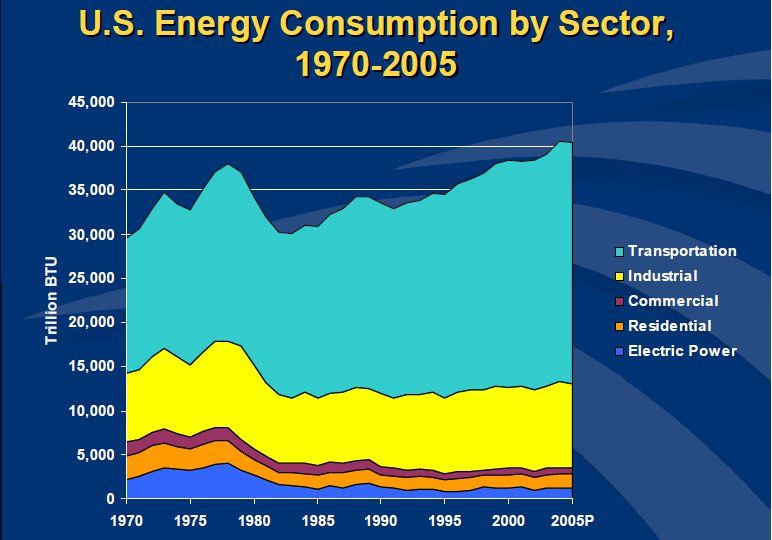 U.S. Energy Consumption by Sector,
1970-2005
45,000
40,000
35,000
30,000
25,000
20,000
15,000
10,000
5,000
0
Trillion BTU
1970 1975 1980 1985 1990 1995 2000 2005P
Transportation
Industrial
Commercial
Residential
Electric Power